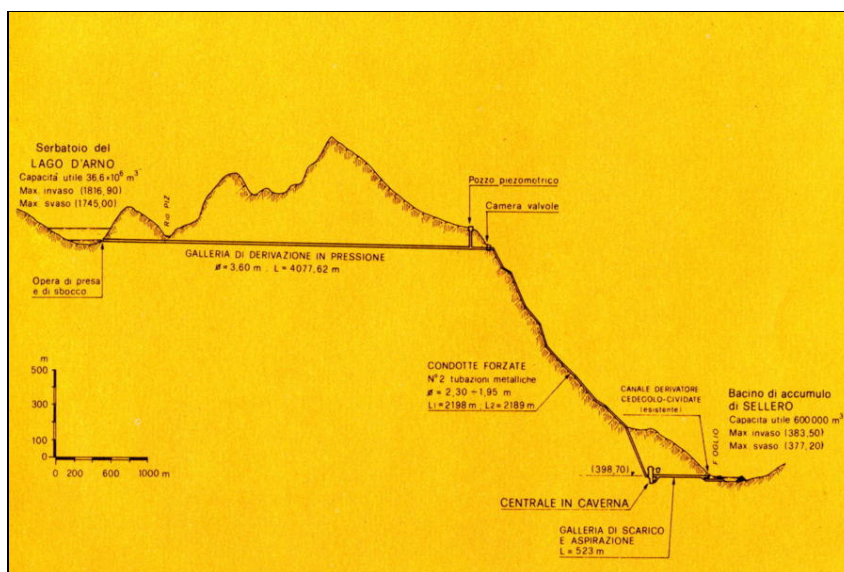 Serbatoio del
LAGO D'ARNO
Capacità utile 36,6×10⁶ m³
Max. invaso (1816,90)
Max. svaso (1745,00)
R-o PIZ
Pozzo piezometrico
Camera valvole
GALLERIA DI DERIVAZIONE IN PRESSIONE
ø = 3,60 m ; L = 4077,62 m
Opera di presa
e di sbocco
m
500
300
100
0
0 200 600 1000 m
CONDOTTE FORZATE
N° 2 tubazioni metalliche
ø = 2,30 ÷ 1,95 m
L1 = 2198 m ; L2 = 2189 m
CANALE DERIVATORE
CEDEGOLO-CIVIDATE
(esistente)
F. OGLIO
Bacino di accumulo
di SELLERO
Capacità utile 600000 m³
Max invaso (383,50)
Max svaso (377,20)
(398,70)
CENTRALE IN CAVERNA
GALLERIA DI SCARICO
E ASPIRAZIONE
L = 523 m